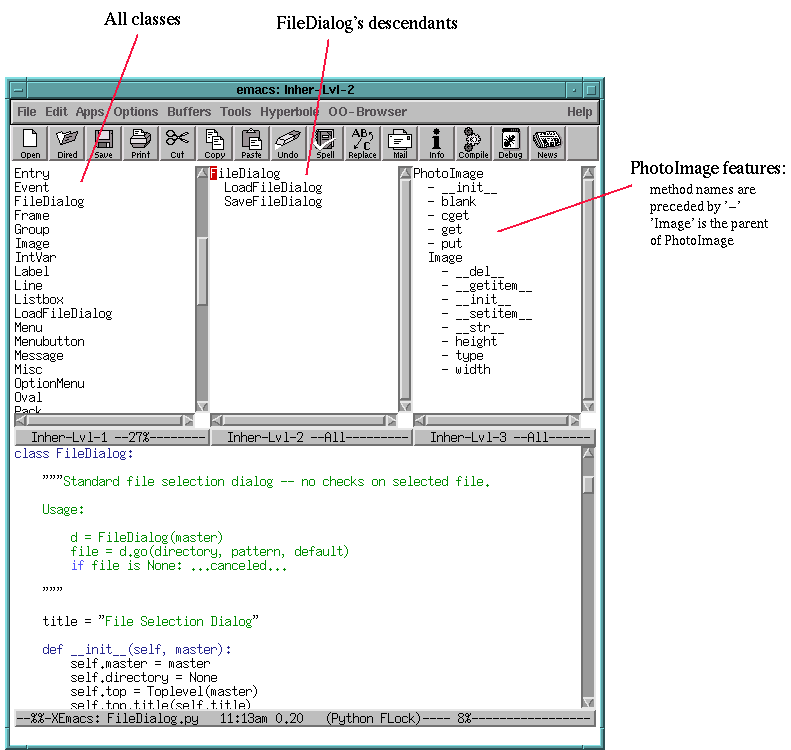 All classes
FileDialog's descendants
emacs: Inher-Lvl-2
File Edit Apps Options Buffers Tools Hyperbole OO-Browser Help
Open Dired Save Print Cut Copy Paste Undo Spell Replace Mail Info Compile Debug News
Entry
Event
FileDialog
Frame
Group
Image
IntVar
Label
Line
Listbox
LoadFileDialog
Menu
Menubutton
Message
Misc
OptionMenu
Oval
Pack
Inher-Lvl-1 --27%--------
FileDialog
LoadFileDialog
SaveFileDialog
Inher-Lvl-2 --All--------
PhotoImage
- __init__
- blank
- cget
- get
- put
Image
- __del__
- __getitem__
- __init__
- __setitem__
- __str__
- height
- type
- width
Inher-Lvl-3 --All------
PhotoImage features:
method names are
preceded by '–'
'Image' is the parent
of PhotoImage
class FileDialog:
"""Standard file selection dialog -- no checks on selected file.
Usage:
d = FileDialog(master)
file = d.go(directory, pattern, default)
if file is None: ...canceled...
"""
title = "File Selection Dialog"
def __init__(self, master):
self.master = master
self.directory = None
self.top = Toplevel(master)
self.top.title(self.title)
--%%-XEmacs: FileDialog.py 11:13am 0.20 (Python FLock)---- 8%-----------------